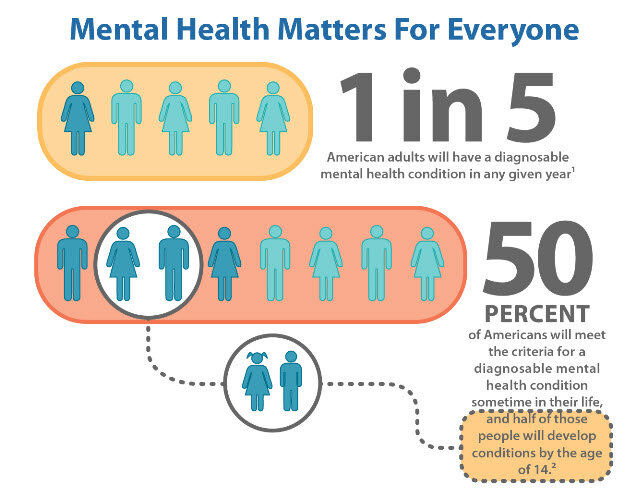 Mental Health Matters For Everyone
1 in 5
American adults will have a diagnosable
mental health condition in any given year¹
50
PERCENT
of Americans will meet
the criteria for a
diagnosable mental
health condition
sometime in their life,
and half of those
people will develop
conditions by the age
of 14.²